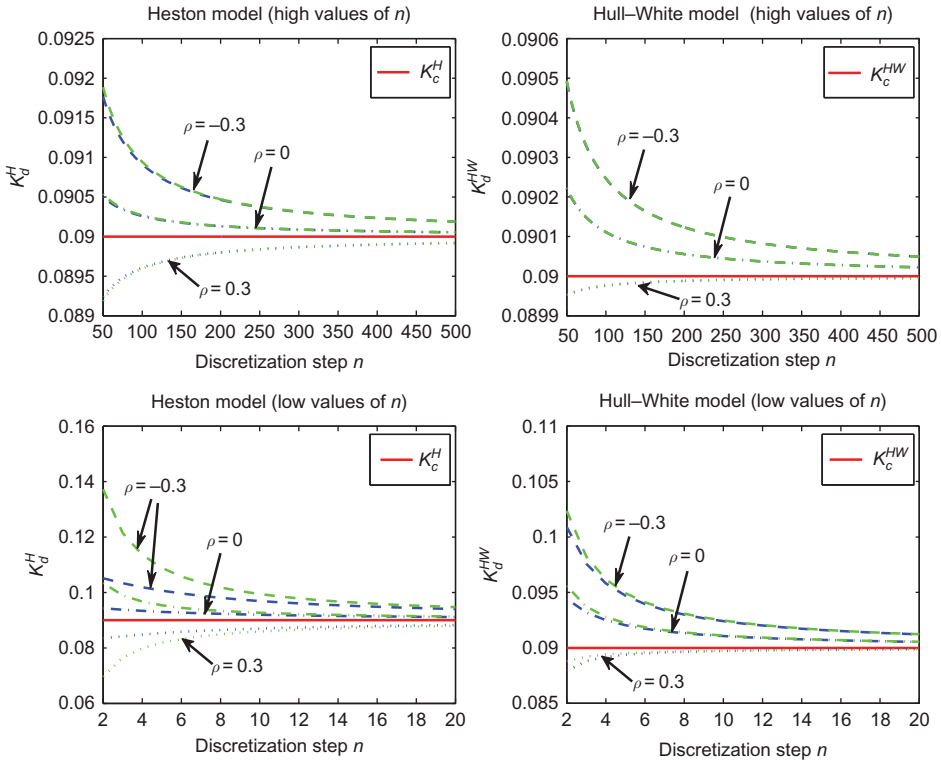 Heston model (high values of n)
0.0925
0.092
0.0915
0.091
0.0905
0.09
0.0895
0.089
K_d^H
K_c^H
ρ = –0.3
ρ = 0
ρ = 0.3
50 100 150 200 250 300 350 400 450 500
Discretization step n
Hull–White model (high values of n)
0.0906
0.0905
0.0904
0.0903
0.0902
0.0901
0.09
0.0899
K_d^HW
K_c^HW
ρ = –0.3
ρ = 0
ρ = 0.3
50 100 150 200 250 300 350 400 450 500
Discretization step n
Heston model (low values of n)
0.16
0.14
0.12
0.1
0.08
0.06
K_d^H
K_c^H
ρ = –0.3
ρ = 0
ρ = 0.3
2 4 6 8 10 12 14 16 18 20
Discretization step n
Hull–White model (low values of n)
0.11
0.105
0.1
0.095
0.09
0.085
K_d^HW
K_c^HW
ρ = –0.3
ρ = 0
ρ = 0.3
2 4 6 8 10 12 14 16 18 20
Discretization step n